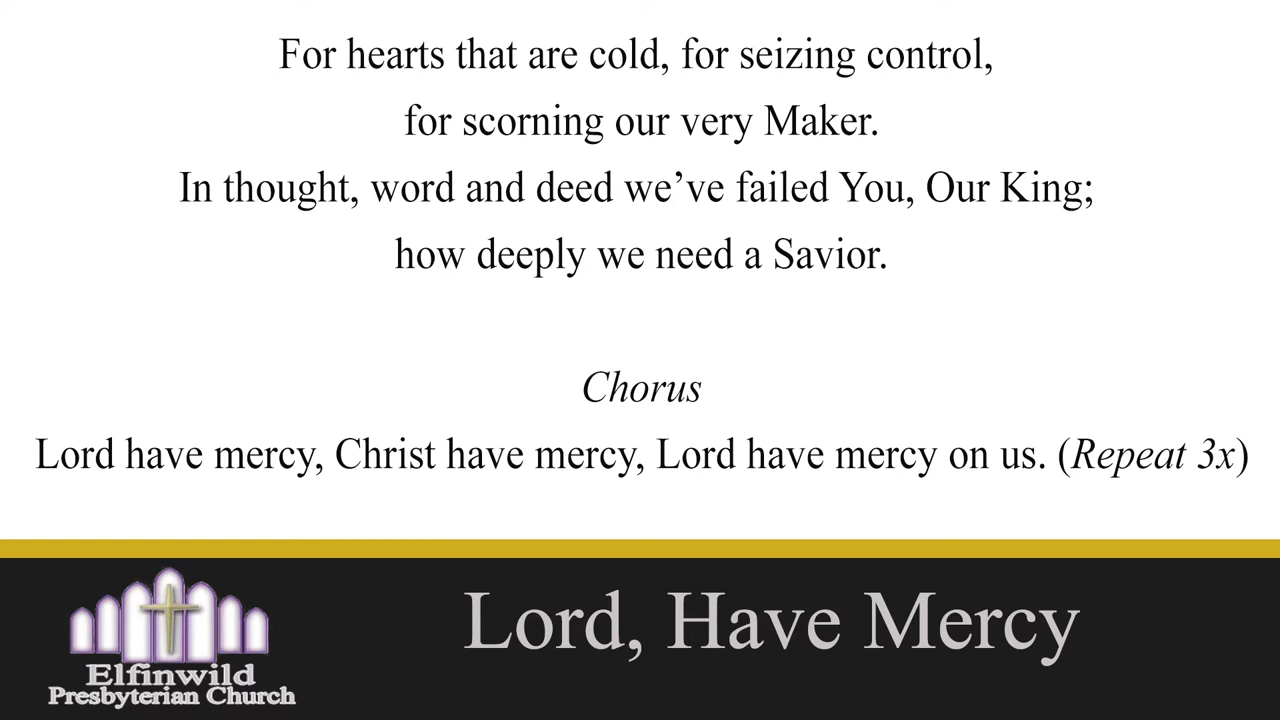 For hearts that are cold, for seizing control,
for scorning our very Maker.
In thought, word and deed we’ve failed You, Our King;
how deeply we need a Savior.
Chorus
Lord have mercy, Christ have mercy, Lord have mercy on us. (Repeat 3x)
Lord, Have Mercy
Elfinwild
Presbyterian Church